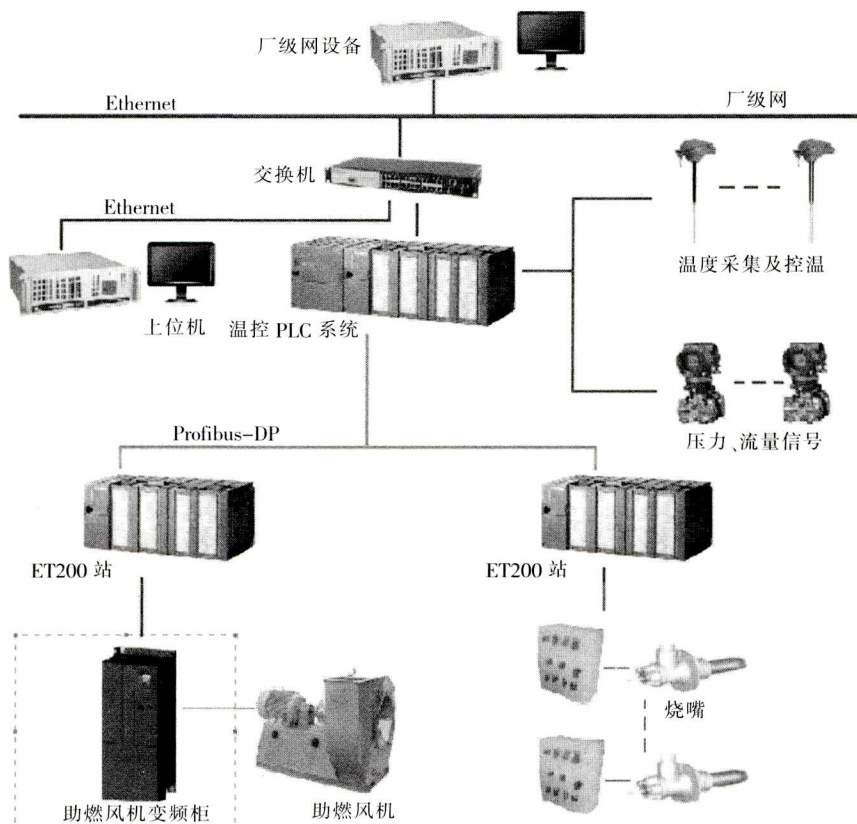 厂级网设备
Ethernet
厂级网
交换机
Ethernet
温度采集及控温
上位机
温控 PLC 系统
压力、流量信号
Profibus-DP
ET200 站
ET200 站
烧嘴
助燃风机变频柜
助燃风机